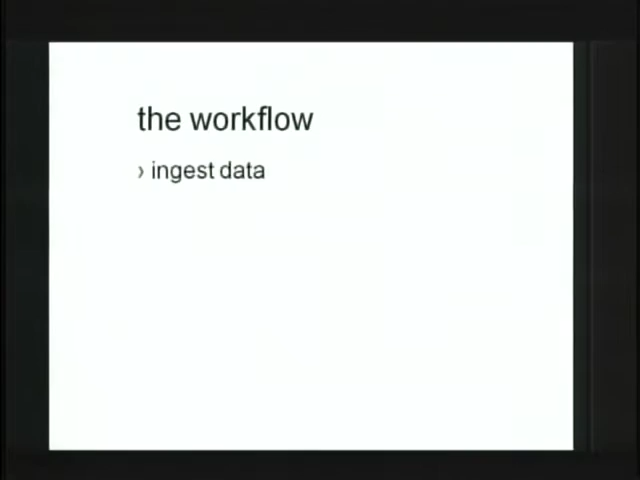 the workflow
› ingest data